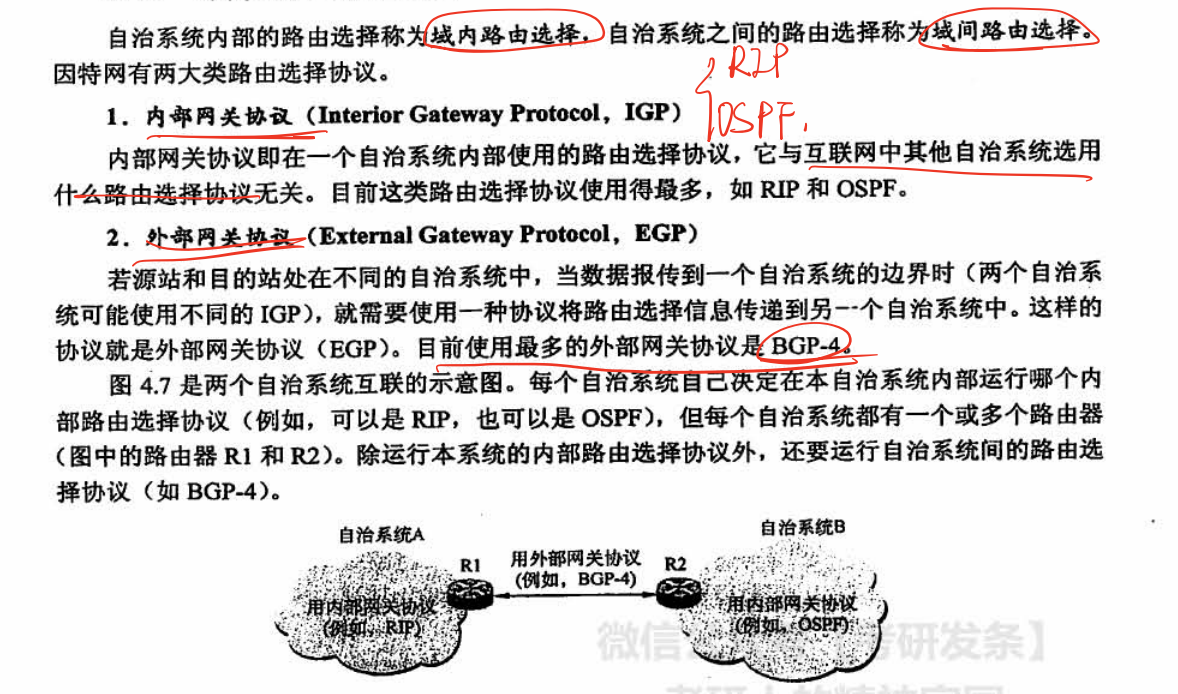 自治系统内部的路由选择称为域内路由选择，自治系统之间的路由选择称为域间路由选择。
因特网有两大类路由选择协议。
RIP
OSPF.
1．内部网关协议（Interior Gateway Protocol，IGP）
内部网关协议即在一个自治系统内部使用的路由选择协议，它与互联网中其他自治系统选用
什么路由选择协议无关。目前这类路由选择协议使用得最多，如 RIP 和 OSPF。
2．外部网关协议（External Gateway Protocol，EGP）
若源站和目的站处在不同的自治系统中，当数据报传到一个自治系统的边界时（两个自治系
统可能使用不同的 IGP），就需要使用一种协议将路由选择信息传递到另一个自治系统中。这样的
协议就是外部网关协议（EGP）。目前使用最多的外部网关协议是 BGP-4。
图 4.7 是两个自治系统互联的示意图。每个自治系统自己决定在本自治系统内部运行哪个内
部路由选择协议（例如，可以是 RIP，也可以是 OSPF），但每个自治系统都有一个或多个路由器
（图中的路由器 R1 和 R2）。除运行本系统的内部路由选择协议外，还要运行自治系统间的路由选
择协议（如 BGP-4）。
自治系统A
自治系统B
R1
用外部网关协议
(例如，BGP-4)
R2
用内部网关协议
(例如，RIP)
用内部网关协议
(例如，OSPF)
微信
考研发条】